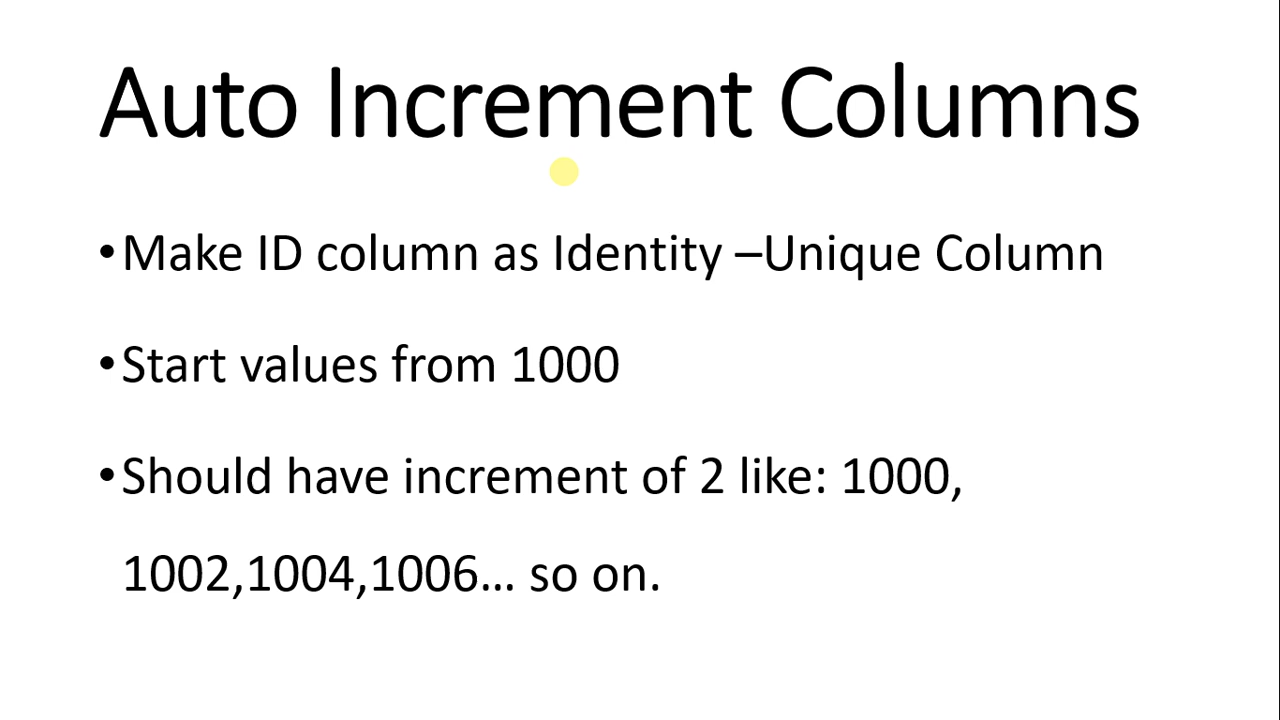 Auto Increment Columns
•Make ID column as Identity –Unique Column
•Start values from 1000
•Should have increment of 2 like: 1000,
1002,1004,1006... so on.